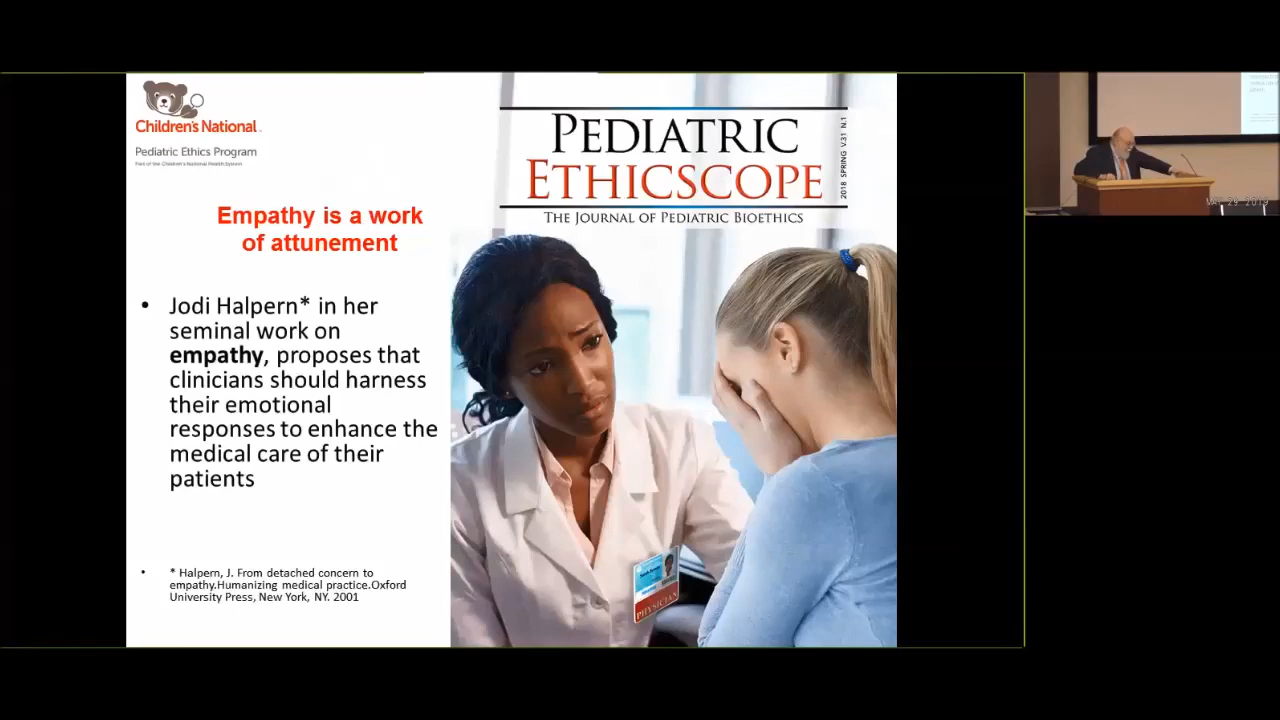 Children's National
Pediatric Ethics Program
Part of the Children's National Health System
Empathy is a work
of attunement
• Jodi Halpern* in her
seminal work on
empathy, proposes that
clinicians should harness
their emotional
responses to enhance the
medical care of their
patients
• * Halpern, J. From detached concern to
empathy.Humanizing medical practice.Oxford
University Press, New York, NY. 2001
PEDIATRIC
ETHICSCOPE
THE JOURNAL OF PEDIATRIC BIOETHICS
2018 SPRING V.31 N.1
PHYSICIAN